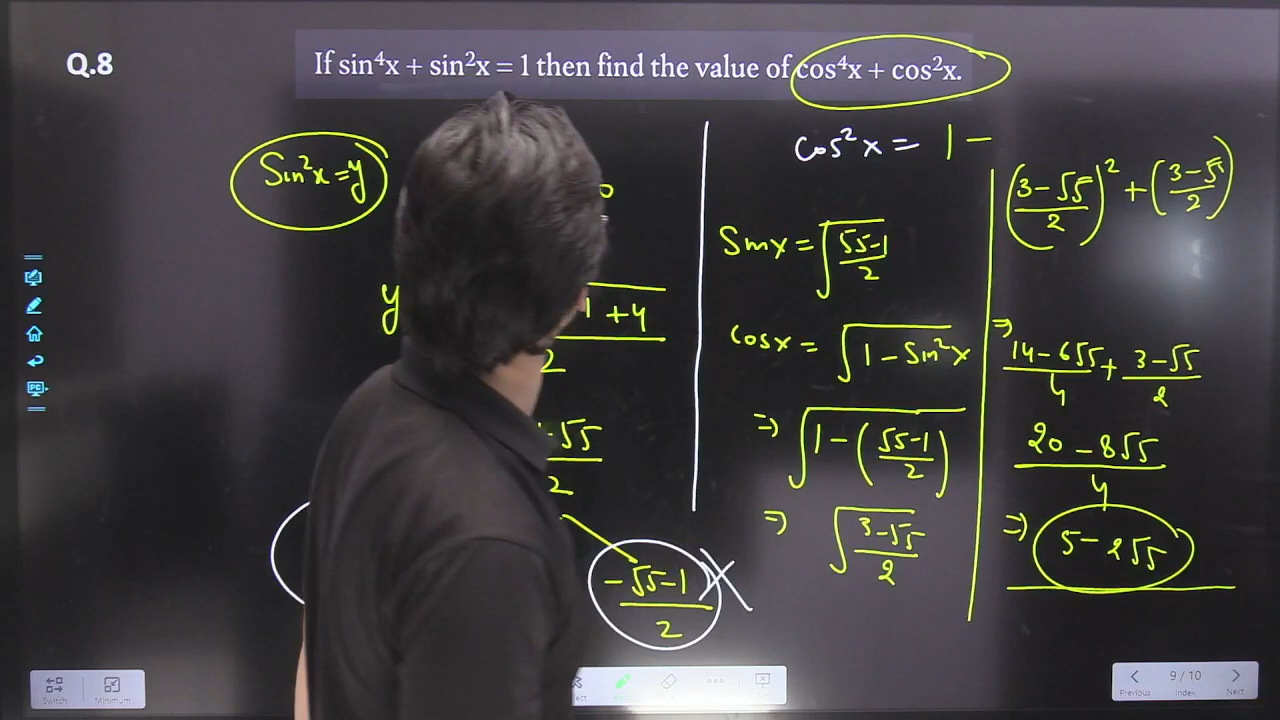 Q.8
If sin⁴x + sin²x = 1 then find the value of cos⁴x + cos²x.
Sin²x = y
0
y
1 + 4
2
-√5
2
-√5-1
2
cos²x = 1 -
Sinx = √((√5-1)/2)
cosx = √(1 - Sin²x)
⇒ √(1 - ((√5-1)/2))
⇒ √((3-√5)/2)
((3-√5)/2)² + ((3-√5)/2)
⇒ (14-6√5)/4 + (3-√5)/2
(20 - 8√5)/4
⇒ 5-2√5
Switch
Minimum
PC
Previous
9 / 10
Index
Next